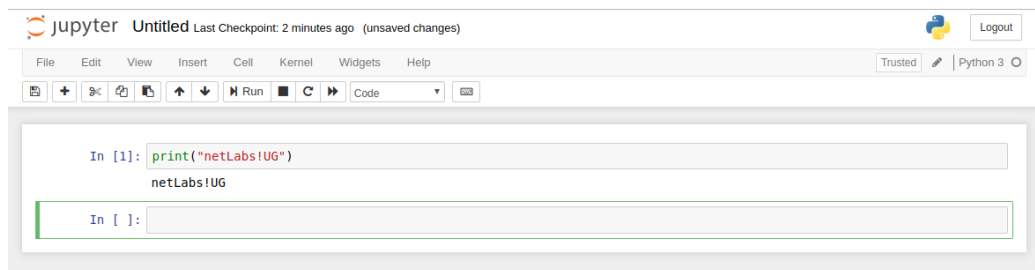 jupyter Untitled Last Checkpoint: 2 minutes ago (unsaved changes) Logout
File Edit View Insert Cell Kernel Widgets Help Trusted Python 3
Run Code
In [1]: print("netLabs!UG")
netLabs!UG
In [ ]: